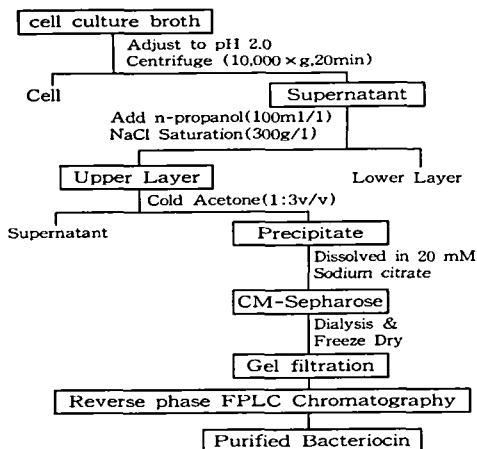 cell culture broth
Adjust to pH 2.0
Centrifuge (10,000×g,20min)
Cell
Supernatant
Add n-propanol(100ml/l)
NaCl Saturation(300g/l)
Upper Layer
Lower Layer
Cold Acetone(1:3v/v)
Supernatant
Precipitate
Dissolved in 20 mM
Sodium citrate
CM-Sepharose
Dialysis &
Freeze Dry
Gel filtration
Reverse phase FPLC Chromatography
Purified Bacteriocin